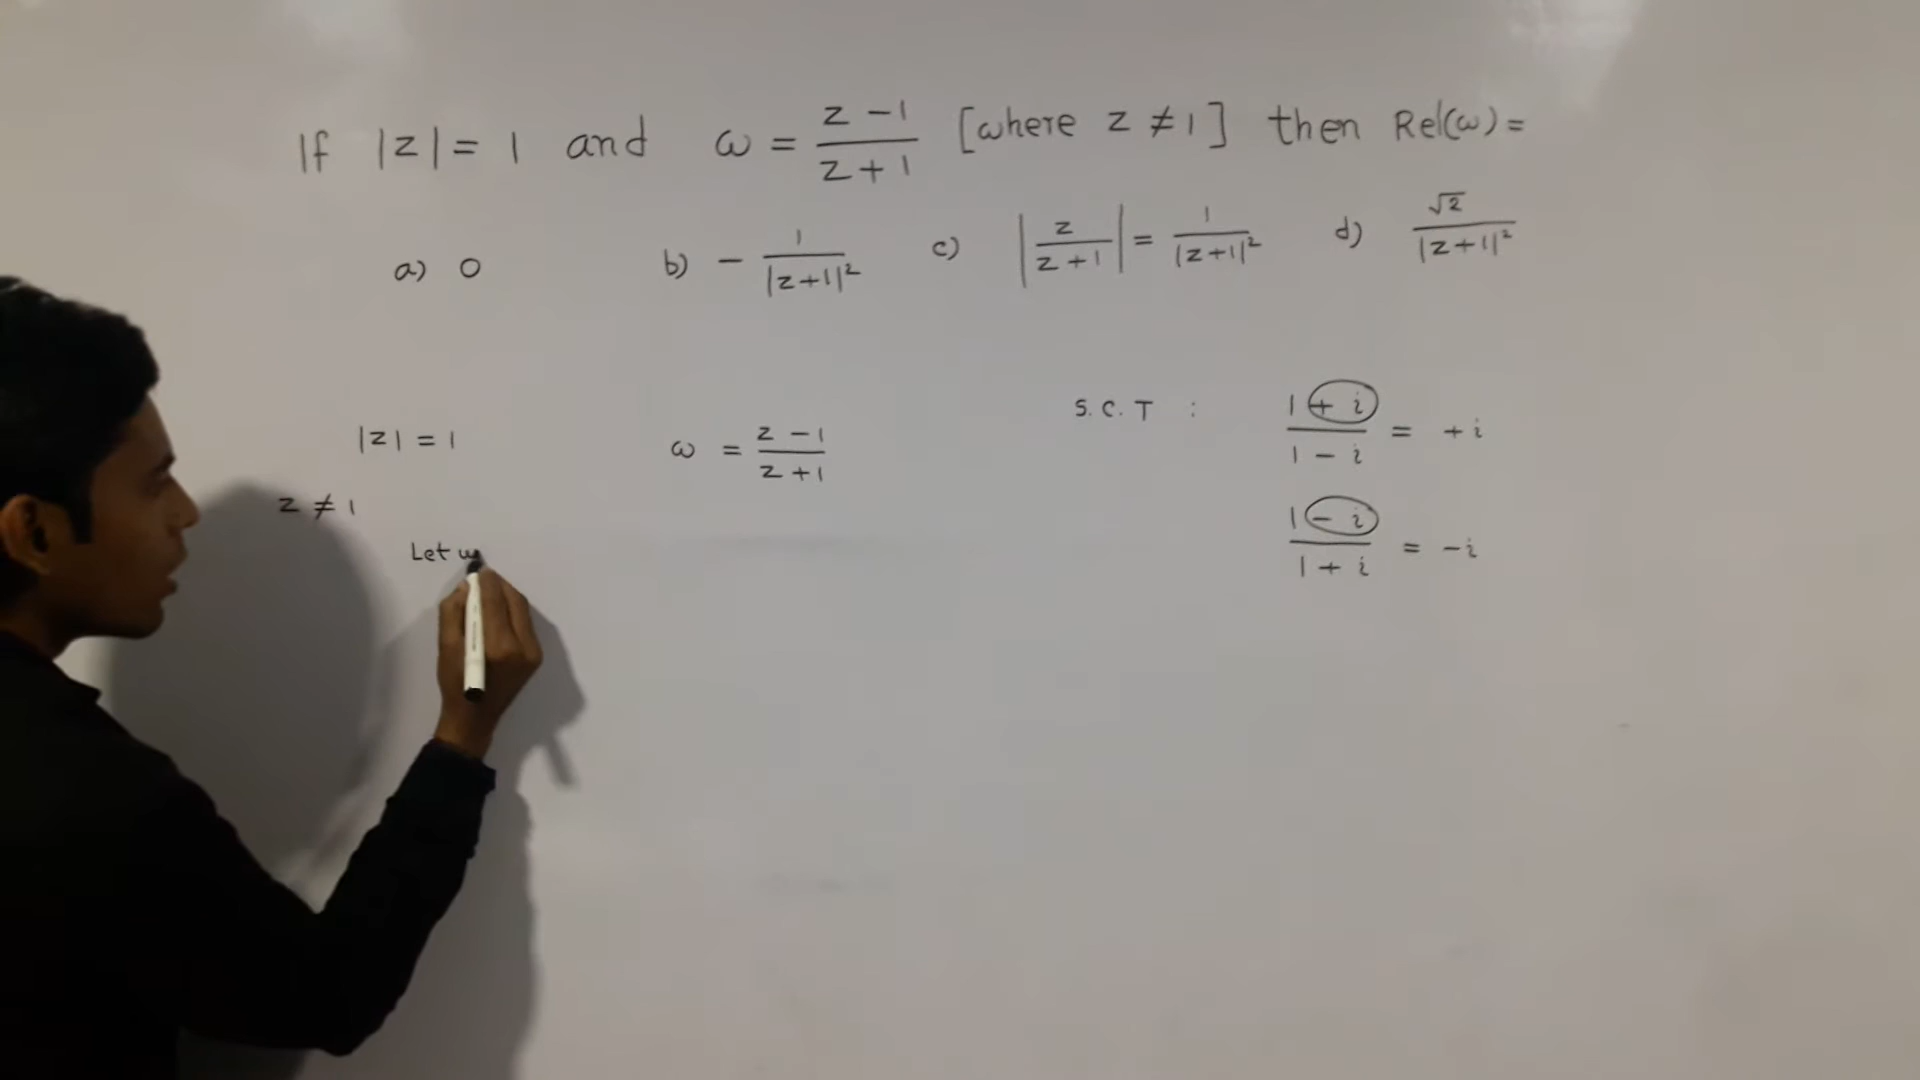 If |z| = 1 and ω = z - 1 / z + 1 [where z ≠ 1] then Rel(ω) =
a) 0 b) - 1 / |z+1|² c) | z / z + 1 | = 1 / |z+1|² d) √2 / |z+1|²
|z| = 1 ω = z - 1 / z + 1 S.C.T : 1 + i / 1 - i = + i
z ≠ 1 1 - i / 1 + i = - i
Let